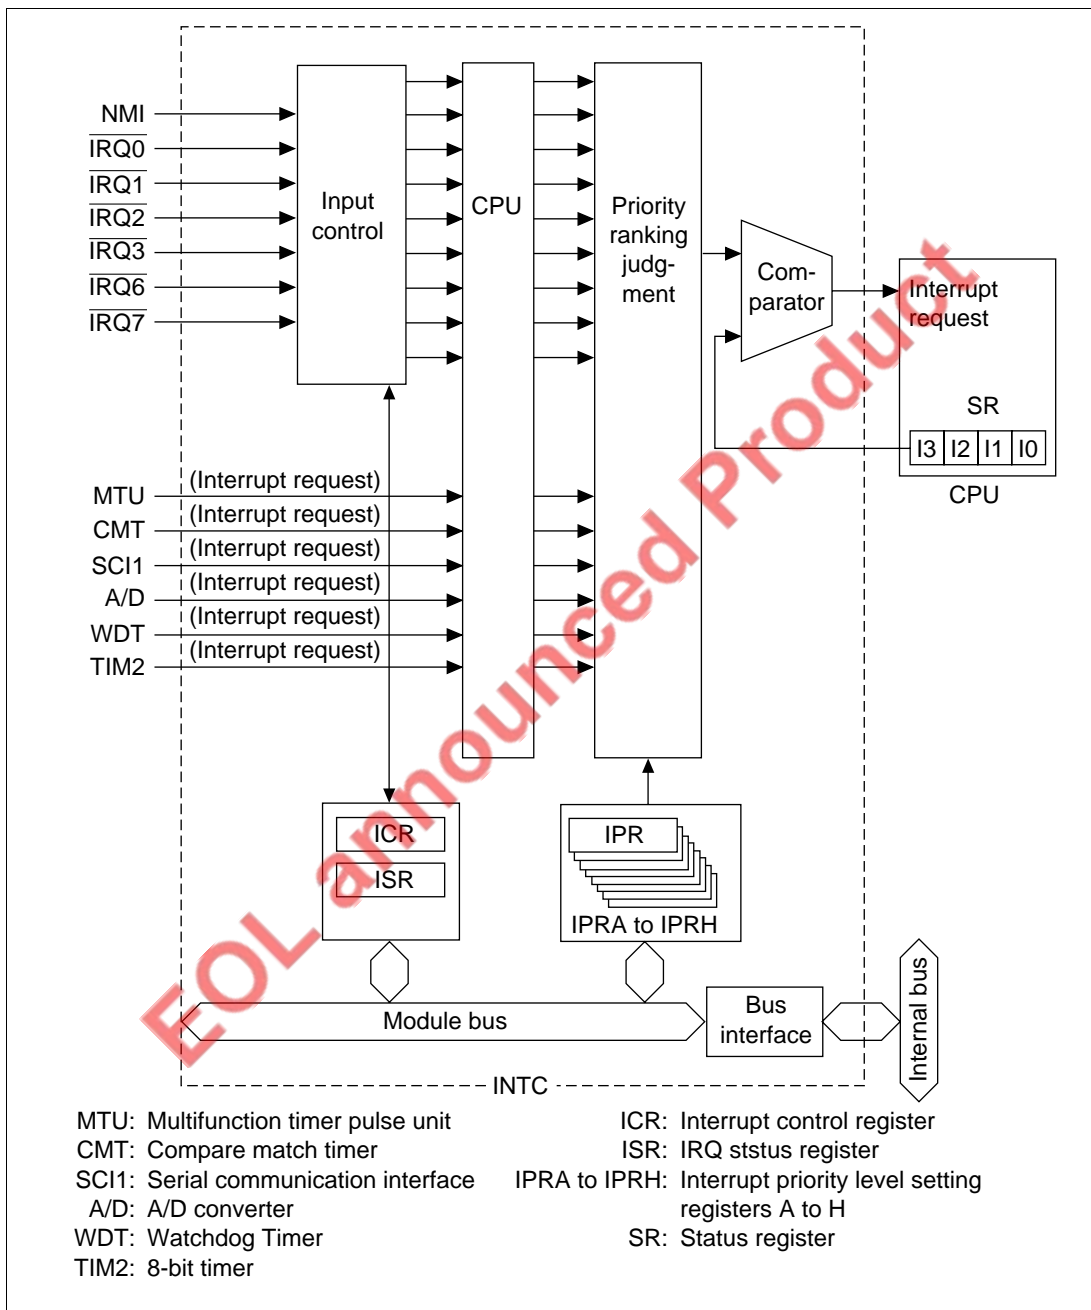 NMI
IRQ0
IRQ1
IRQ2
IRQ3
IRQ6
IRQ7
Input
control
CPU
Priority
ranking
judg-
ment
Com-
parator
Interrupt
request
SR
I3 I2 I1 I0
CPU
MTU (Interrupt request)
CMT (Interrupt request)
SCI1 (Interrupt request)
A/D (Interrupt request)
WDT (Interrupt request)
TIM2 (Interrupt request)
ICR
ISR
IPR
IPRA to IPRH
Module bus
Bus
interface
Internal bus
INTC
EOL announced Product
MTU: Multifunction timer pulse unit
CMT: Compare match timer
SCI1: Serial communication interface
A/D: A/D converter
WDT: Watchdog Timer
TIM2: 8-bit timer
ICR: Interrupt control register
ISR: IRQ ststus register
IPRA to IPRH: Interrupt priority level setting
registers A to H
SR: Status register